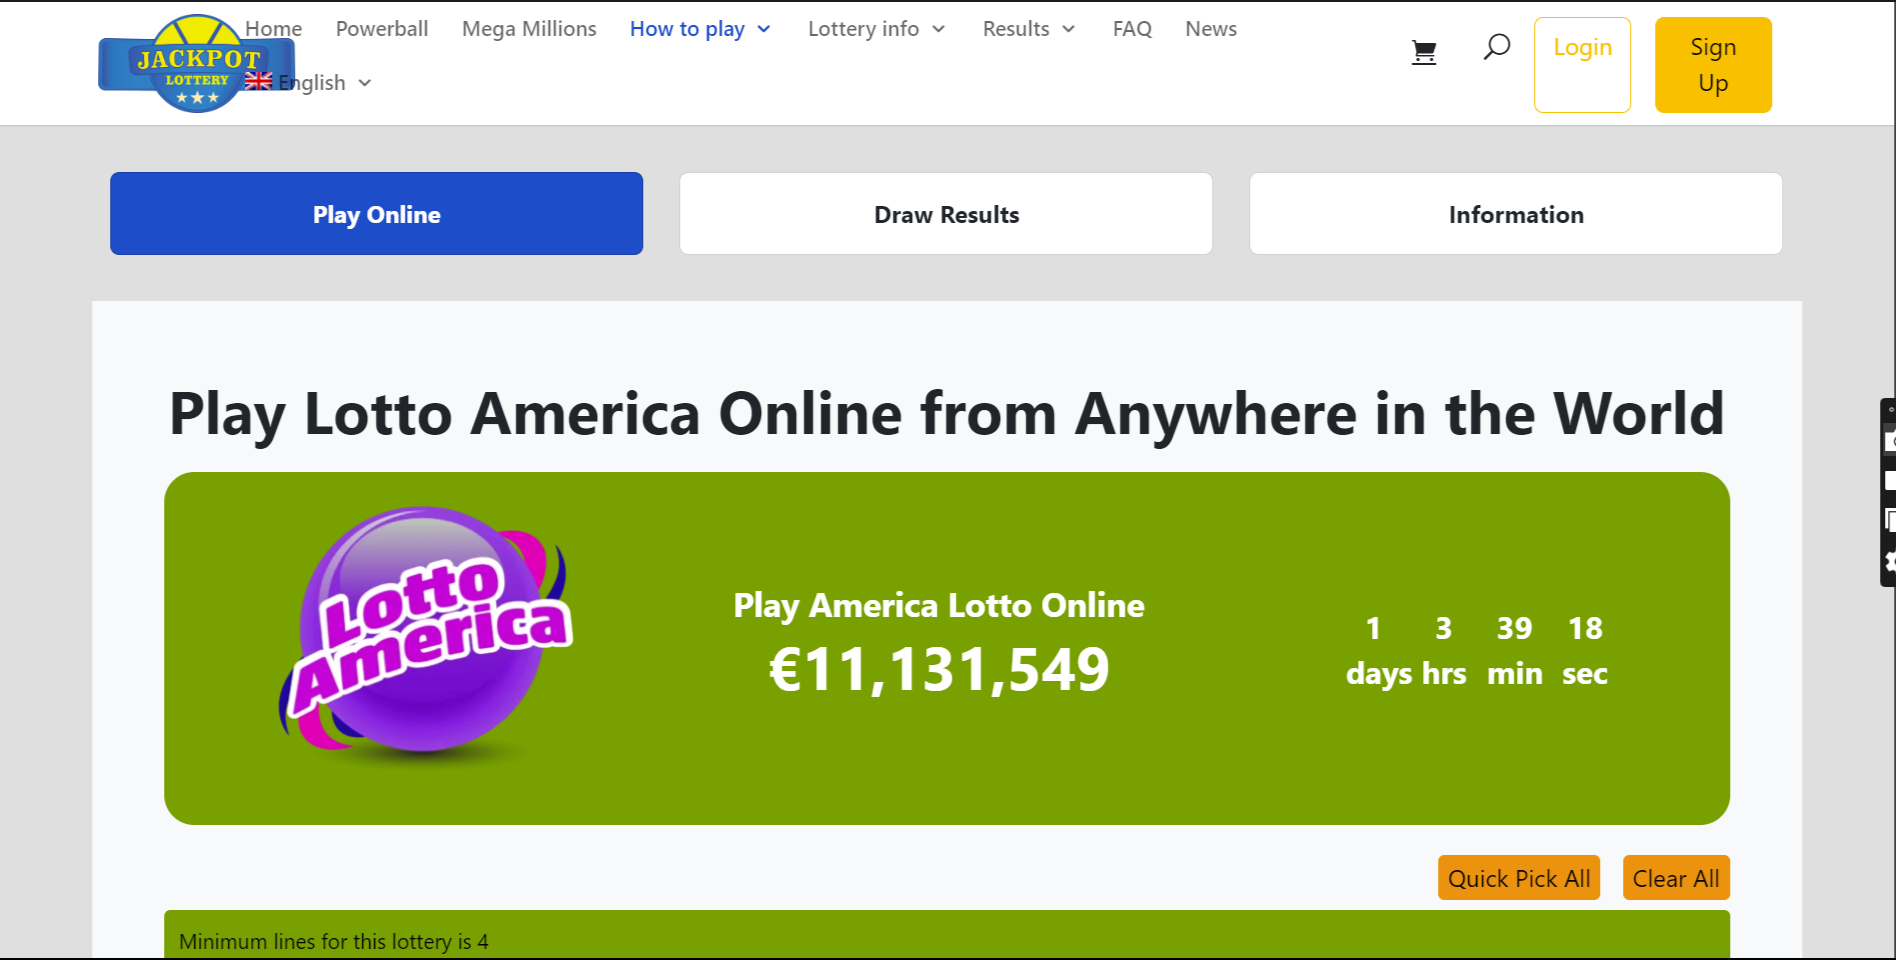 JACKPOT
LOTTERY
Home Powerball Mega Millions How to play Lottery info Results FAQ News
English
Login
Sign
Up
Play Online
Draw Results
Information
Play Lotto America Online from Anywhere in the World
Lotto
America
Play America Lotto Online
€11,131,549
1 3 39 18
days hrs min sec
Quick Pick All
Clear All
Minimum lines for this lottery is 4